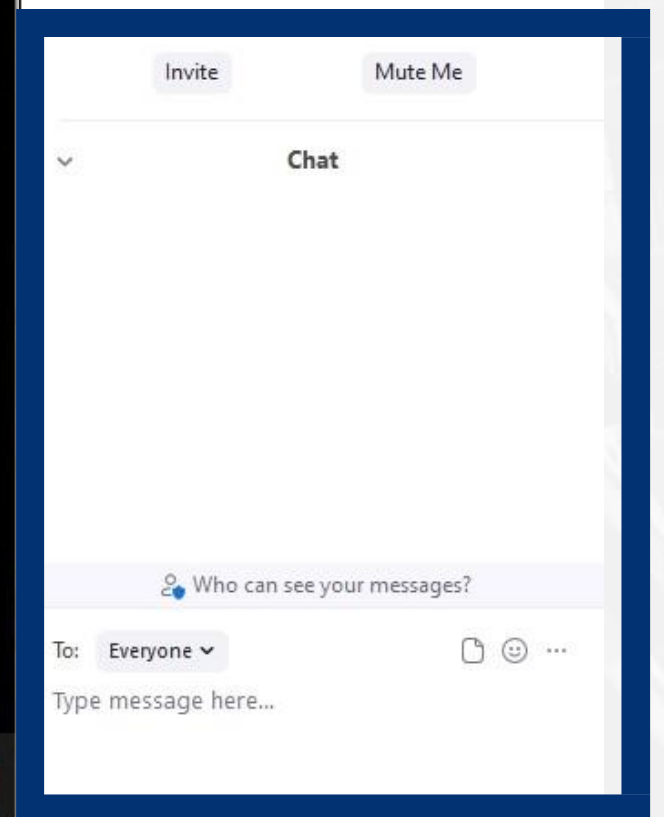 Invite Mute Me
Chat
Who can see your messages?
To: Everyone
Type message here...